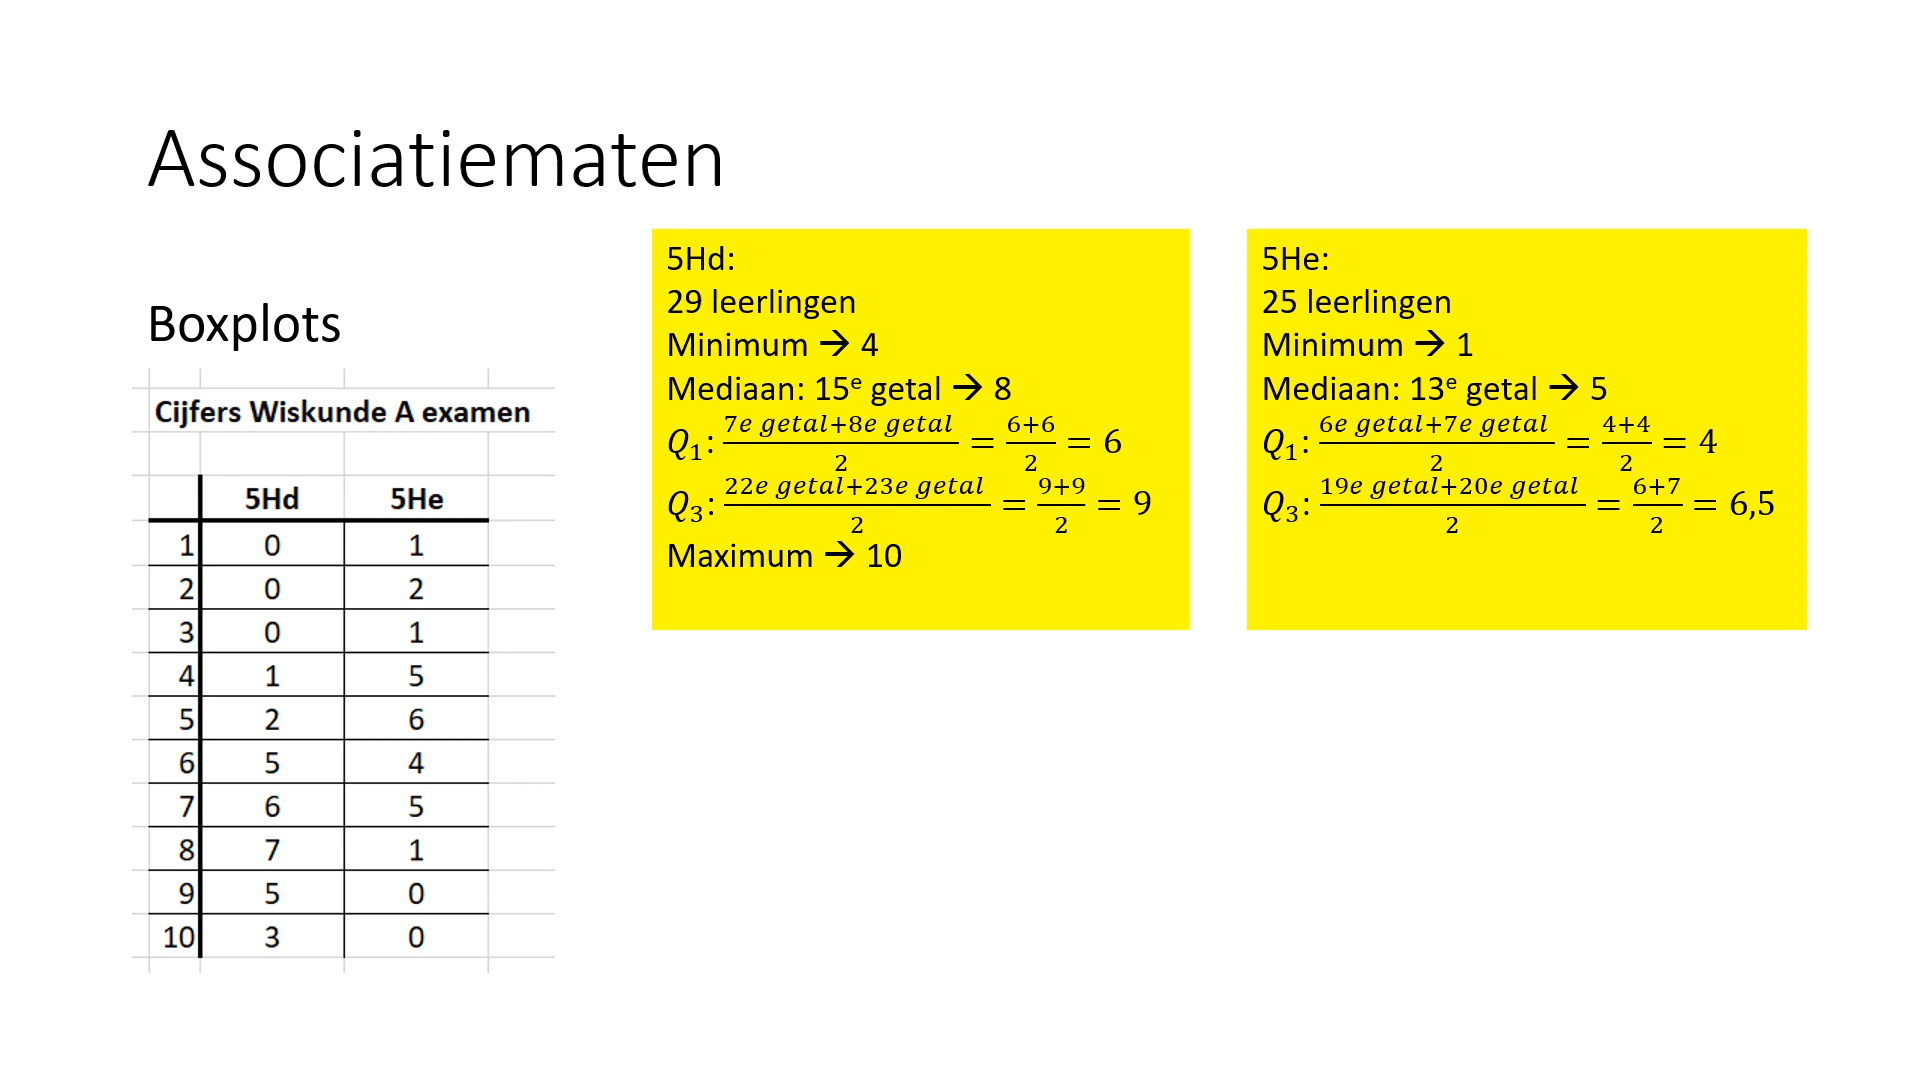 Associatiematen
Boxplots
Cijfers Wiskunde A examen
5Hd 5He
1 0 1
2 0 2
3 0 1
4 1 5
5 2 6
6 5 4
7 6 5
8 7 1
9 5 0
10 3 0
5Hd:
29 leerlingen
Minimum → 4
Mediaan: 15ᵉ getal → 8
Q₁: (7e getal+8e getal)/2 = (6+6)/2 = 6
Q₃: (22e getal+23e getal)/2 = (9+9)/2 = 9
Maximum → 10
5He:
25 leerlingen
Minimum → 1
Mediaan: 13ᵉ getal → 5
Q₁: (6e getal+7e getal)/2 = (4+4)/2 = 4
Q₃: (19e getal+20e getal)/2 = (6+7)/2 = 6,5